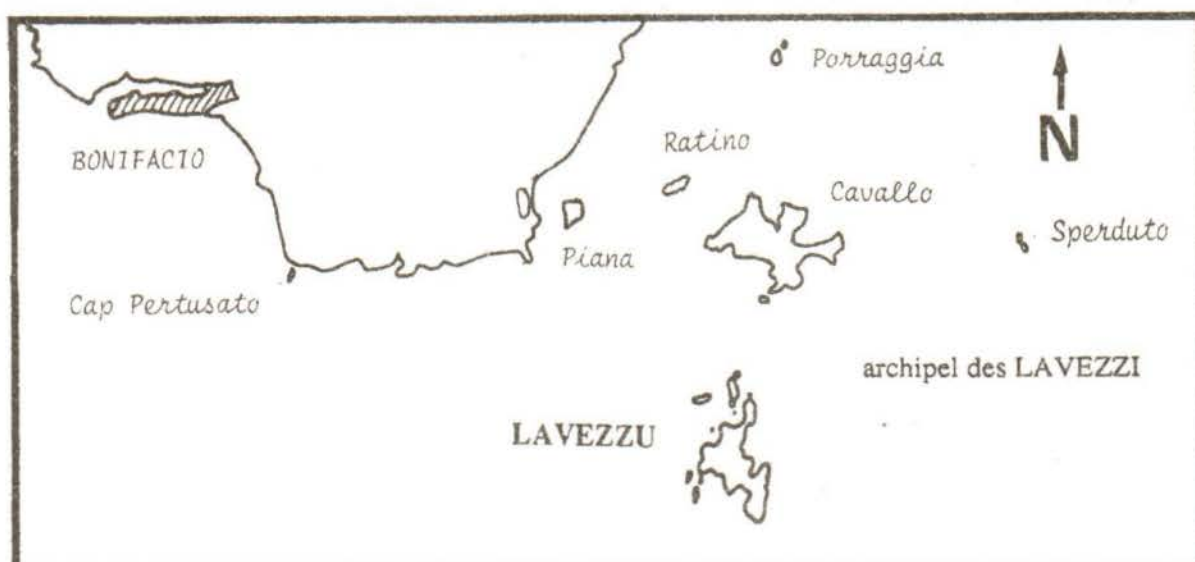 Porraggia
N
Ratino
BONIFACIO
Cavallo
Sperduto
Piana
Cap Pertusato
archipel des LAVEZZI
LAVEZZU